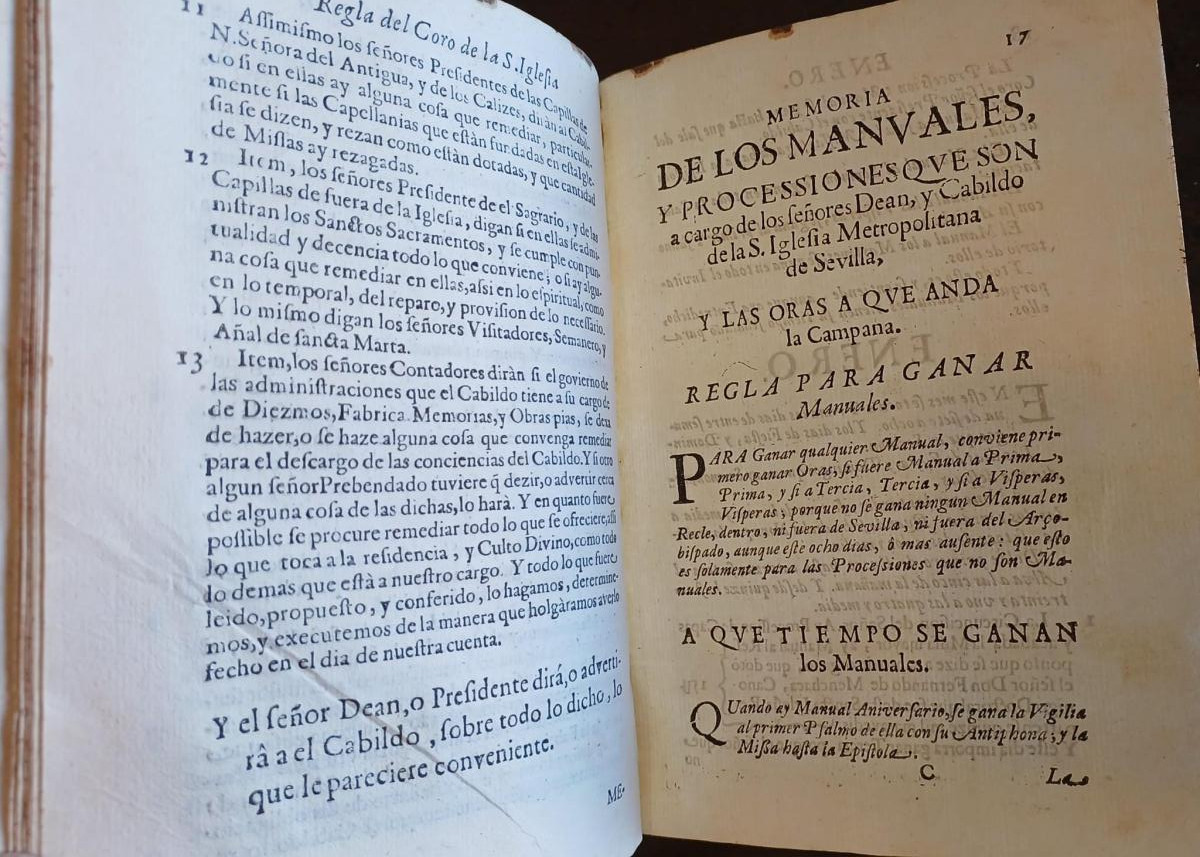 Regla del Coro de la S. Iglesia
11 Assimismo los señores Presidentes de las Capillas de
N. Señora del Antigua, y de los Calizes, diràn al Cabil-
do si en ellas ay alguna cosa que remediar, particular-
mente si las Capellanias que estàn fundadas en esta Igle-
sia se dizen, y rezan como estàn dotadas, y que cantidad
de Missas ay rezagadas.
12 Item, los señores Presidente de el Sagrario, y de las
Capillas de fuera de la Iglesia, digan si en ellas se admi-
nistran los Sanctos Sacramentos, y se cumple con pun-
tualidad y decencia todo lo que conviene; o si ay algu-
na cosa que remediar en ellas, assi en lo espiritual, como
en lo temporal, del reparo, y provision de lo necessario.
Y lo mismo digan los señores Visitadores, Semanero, y
Añal de sancta Marta.
13 Item, los señores Contadores diràn si el govierno de
las administraciones que el Cabildo tiene a su cargo de
de Diezmos, Fabrica. Memorias, y Obras pias, se dexa
de hazer, o se haze alguna cosa q̃ convenga remediar
para el descargo de las conciencias del Cabildo. Y si otro
algun señor Prebendado tuviere q̃ dezir, o advertir cerca
de alguna cosa de las dichas, lo harà. Y en quanto fuere
possible se procure remediar todo lo que se ofreciere, assi
lo que toca a la residencia, y Culto Divino, como todo
lo demas que està a nuestro cargo. Y todo lo que fuere
leido, propuesto, y conferido, lo hagamos, determine-
mos, y executemos de la manera que holgàramos averlo
fecho en el dia de nuestra cuenta.
Y el señor Dean, o Presidente dirá, o adverti-
râ a el Cabildo, sobre todo lo dicho, lo
que le pareciere conveniente.
ME-
17
MEMORIA
DE LOS MANVALES,
Y PROCESSIONES QVE SON
a cargo de los señores Dean, y Cabildo
de la S. Iglesia Metropolitana
de Sevilla,
Y LAS ORAS A QVE ANDA
la Campana.
REGLA PARA GANAR
Manuales.
PARA Ganar qualquier Manual, conviene pri-
mero ganar Oras, si fuere Manual a Prima,
Prima, y si a Tercia, Tercia, y si a Visperas,
Visperas; porque no se gana ningun Manual en
Recle, dentro, ni fuera de Sevilla, ni fuera del Arço-
bispado, aunque este ocho dias, ò mas ausente: que esto
es solamente para las Processiones que no son Ma-
nuales.
A QVE TIEMPO SE GANAN
los Manuales.
QUando ay Manual Aniversario, se gana la Vigilia
al primer Psalmo de ella con su Antiphona; y la
Missa hasta la Epistola.
C
La